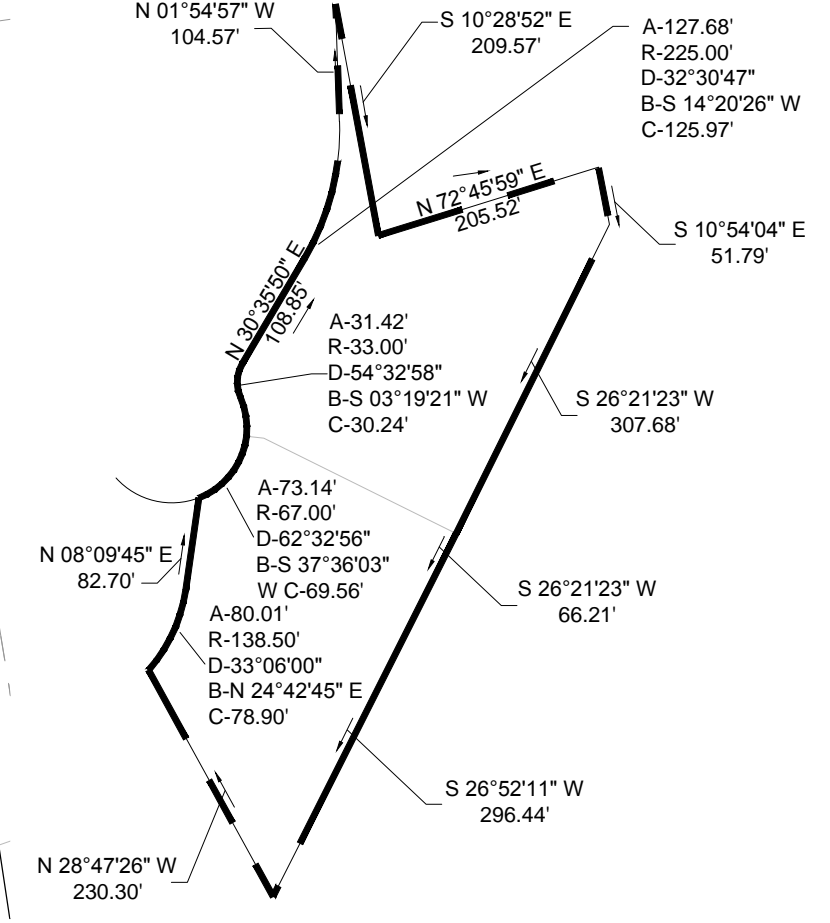 N 01°54'57" W
104.57'
S 10°28'52" E
209.57'
A-127.68'
R-225.00'
D-32°30'47"
B-S 14°20'26" W
C-125.97'
N 72°45'59" E
205.52'
S 10°54'04" E
51.79'
N 30°35'50" E
108.85'
A-31.42'
R-33.00'
D-54°32'58"
B-S 03°19'21" W
C-30.24'
S 26°21'23" W
307.68'
A-73.14'
R-67.00'
D-62°32'56"
B-S 37°36'03"
W C-69.56'
N 08°09'45" E
82.70'
S 26°21'23" W
66.21'
A-80.01'
R-138.50'
D-33°06'00"
B-N 24°42'45" E
C-78.90'
S 26°52'11" W
296.44'
N 28°47'26" W
230.30'